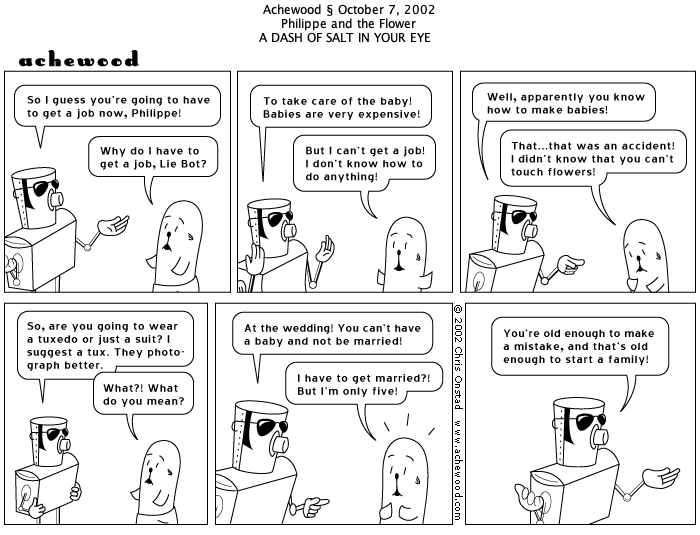 Achewood § October 7, 2002
Philippe and the Flower
A DASH OF SALT IN YOUR EYE
achewood
So I guess you're going to have
to get a job now, Philippe!
Why do I have to
get a job, Lie Bot?
To take care of the baby!
Babies are very expensive!
But I can't get a job!
I don't know how to
do anything!
Well, apparently you know
how to make babies!
That...that was an accident!
I didn't know that you can't
touch flowers!
So, are you going to wear
a tuxedo or just a suit? I
suggest a tux. They photo-
graph better.
What?! What
do you mean?
At the wedding! You can't have
a baby and not be married!
I have to get married?!
But I'm only five!
© 2002 Chris Onstad www.achewood.com
You're old enough to make
a mistake, and that's old
enough to start a family!